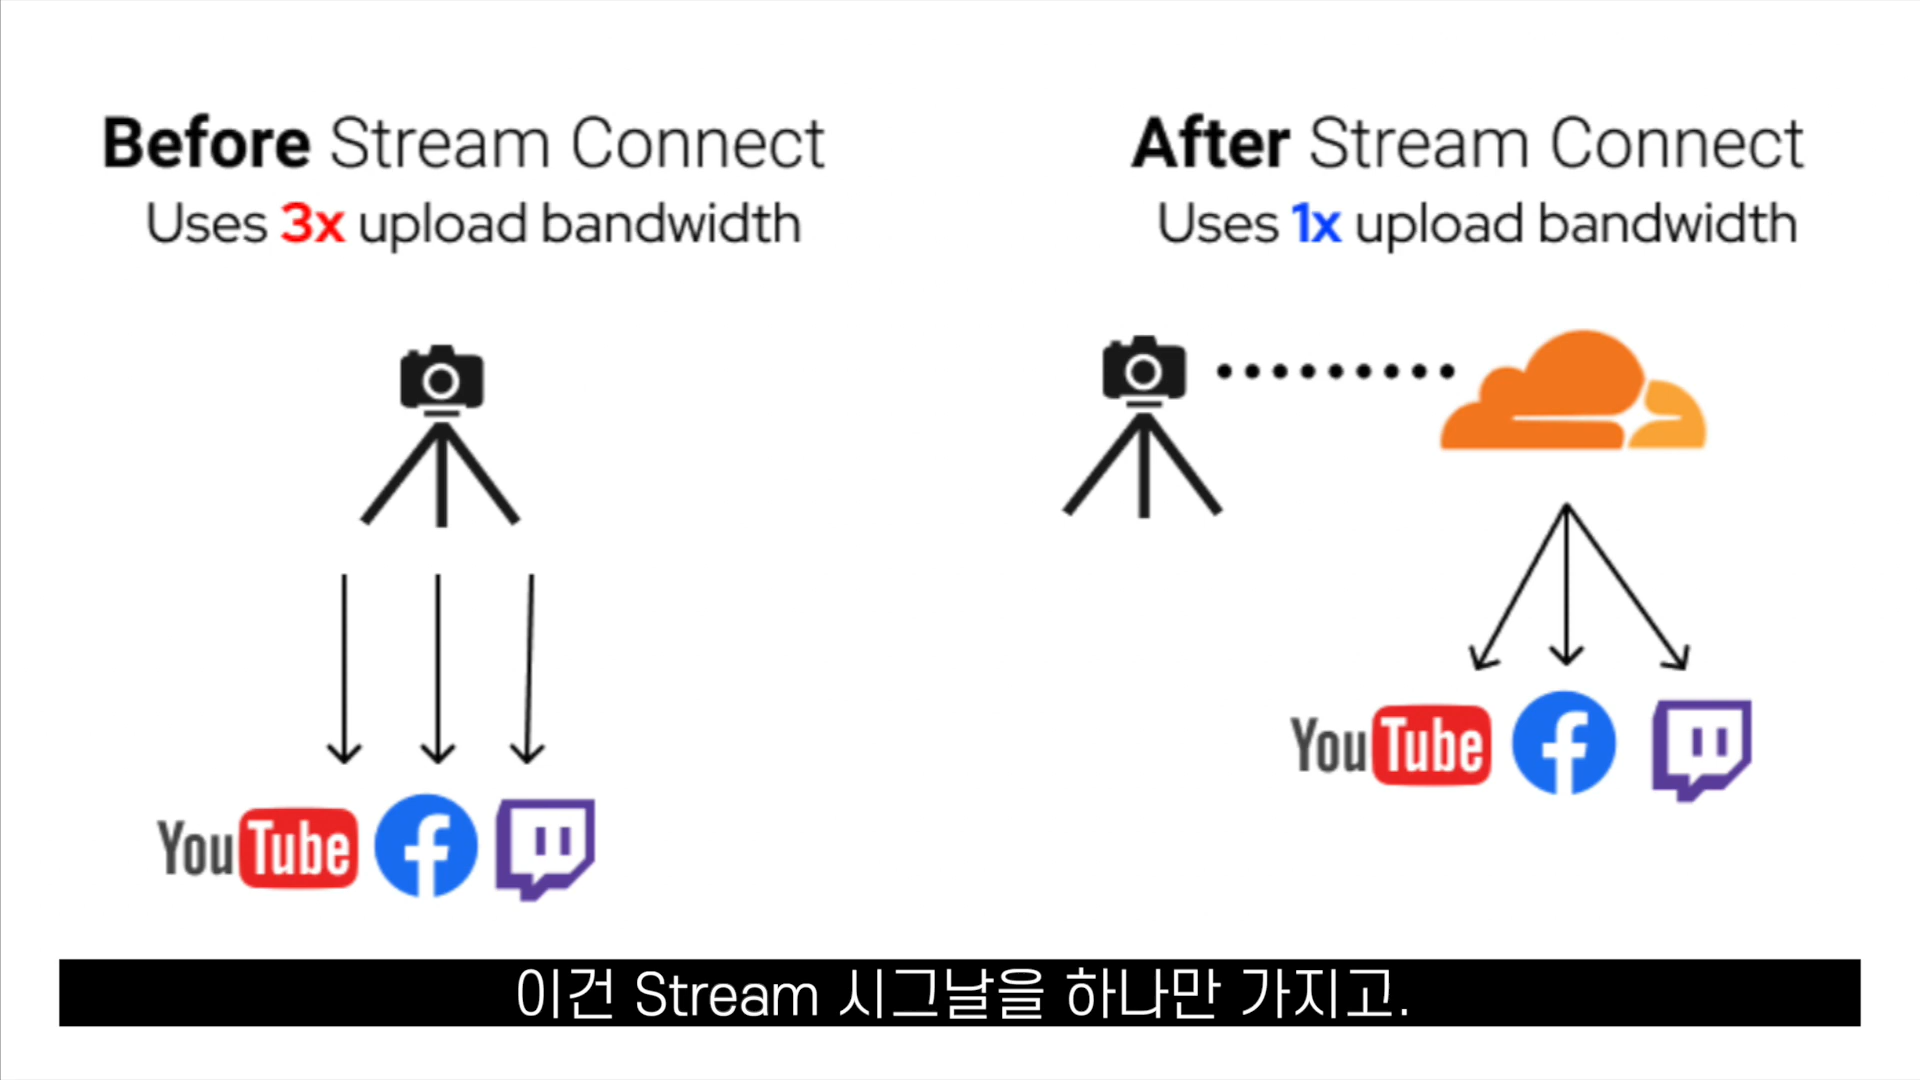 Before Stream Connect
Uses 3x upload bandwidth
YouTube
After Stream Connect
Uses 1x upload bandwidth
YouTube
이건 Stream 시그날을 하나만 가지고.